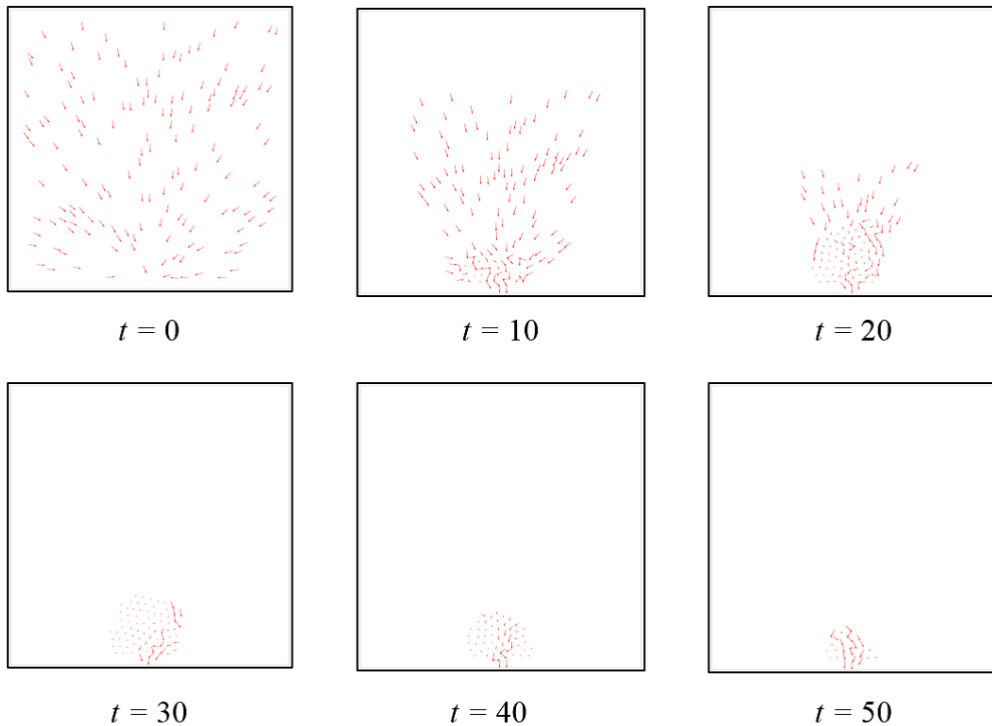 t = 0
t = 10
t = 20
t = 30
t = 40
t = 50